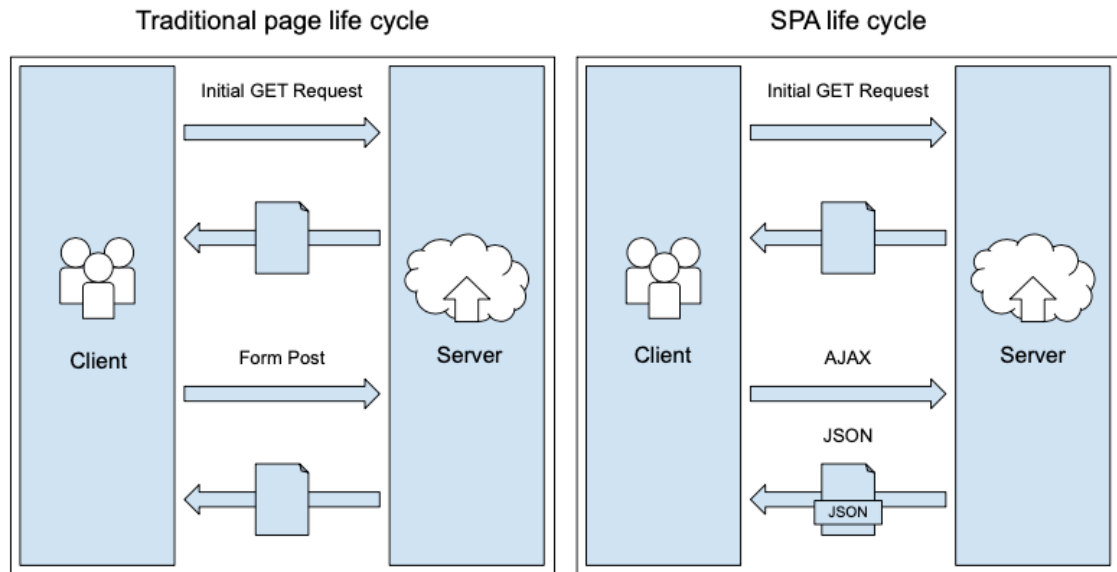 Traditional page life cycle
Initial GET Request
Client
Form Post
Server
SPA life cycle
Initial GET Request
Client
AJAX
Server
JSON
JSON